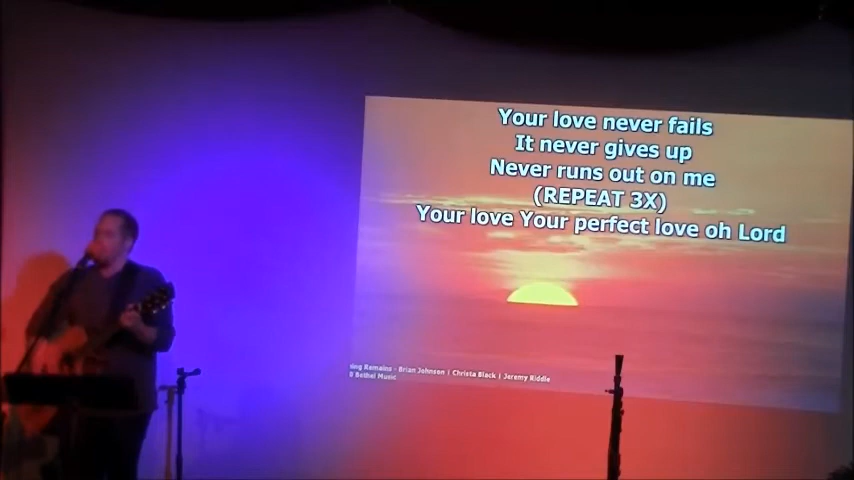 Your love never fails
It never gives up
Never runs out on me
(REPEAT 3X)
Your love Your perfect love oh Lord
Remains - Brian Johnson | Christa Black | Jeremy Riddle
Bethel Music